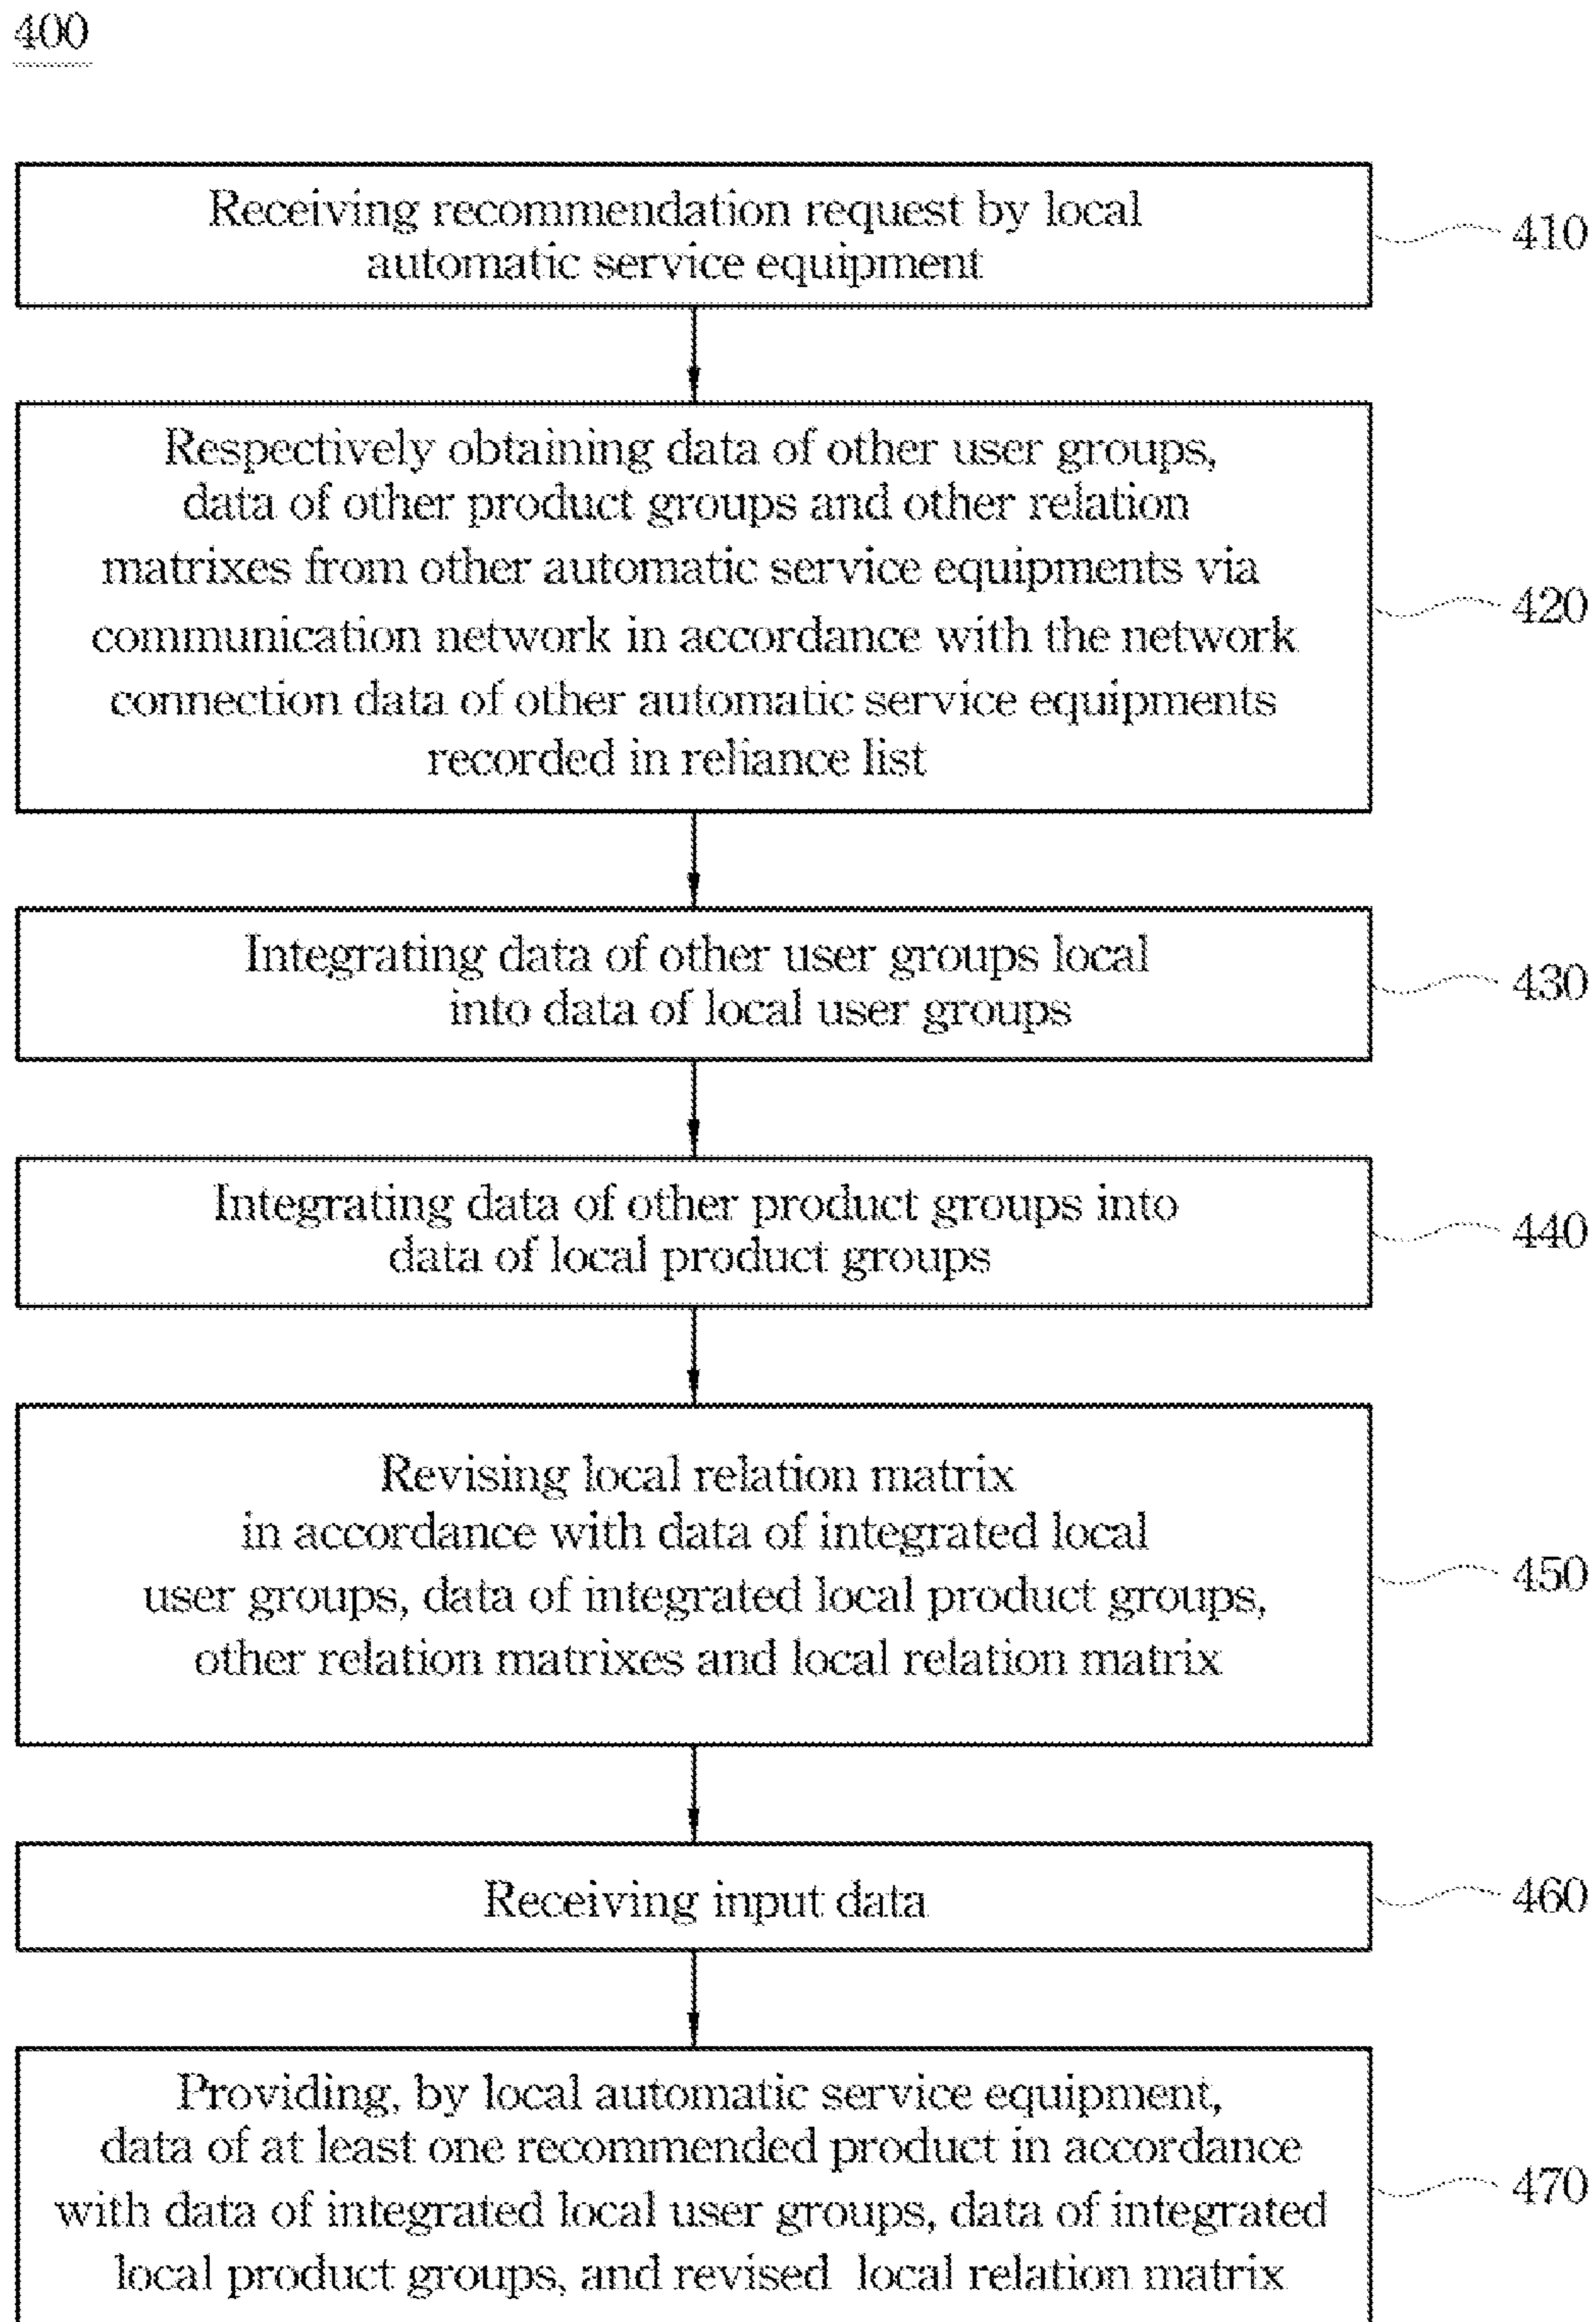 400
Receiving recommendation request by local
automatic service equipment
410
Respectively obtaining data of other user groups,
data of other product groups and other relation
matrixes from other automatic service equipments via
communication network in accordance with the network
connection data of other automatic service equipments
recorded in reliance list
420
Integrating data of other user groups local
into data of local user groups
430
Integrating data of other product groups into
data of local product groups
440
Revising local relation matrix
in accordance with data of integrated local
user groups, data of integrated local product groups,
other relation matrixes and local relation matrix
450
Receiving input data
460
Providing, by local automatic service equipment,
data of at least one recommended product in accordance
with data of integrated local user groups, data of integrated
local product groups, and revised local relation matrix
470